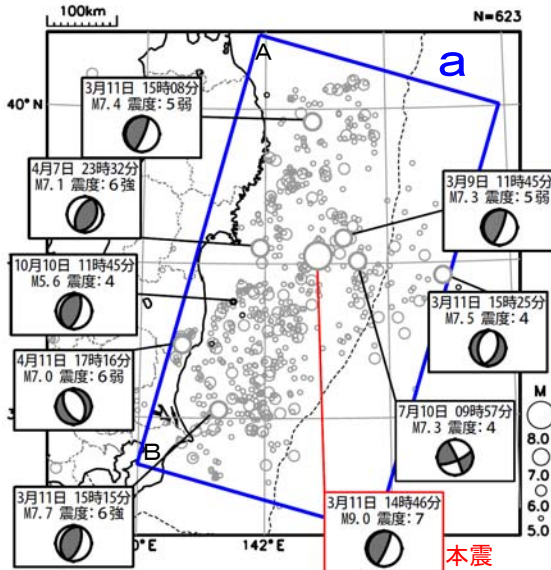 100km
N=623
A
a
40°N
3月11日 15時08分
M7.4 震度:5弱
4月7日 23時32分
M7.1 震度:6強
3月9日 11時45分
M7.3 震度:5弱
10月10日 11時45分
M5.6 震度:4
3月11日 15時25分
M7.5 震度:4
4月11日 17時16分
M7.0 震度:6弱
7月10日 09時57分
M7.3 震度:4
B
3月11日 15時15分
M7.7 震度:6強
3月11日 14時46分
M9.0 震度:7
本震
142°E
M
8.0
7.0
6.0
5.0